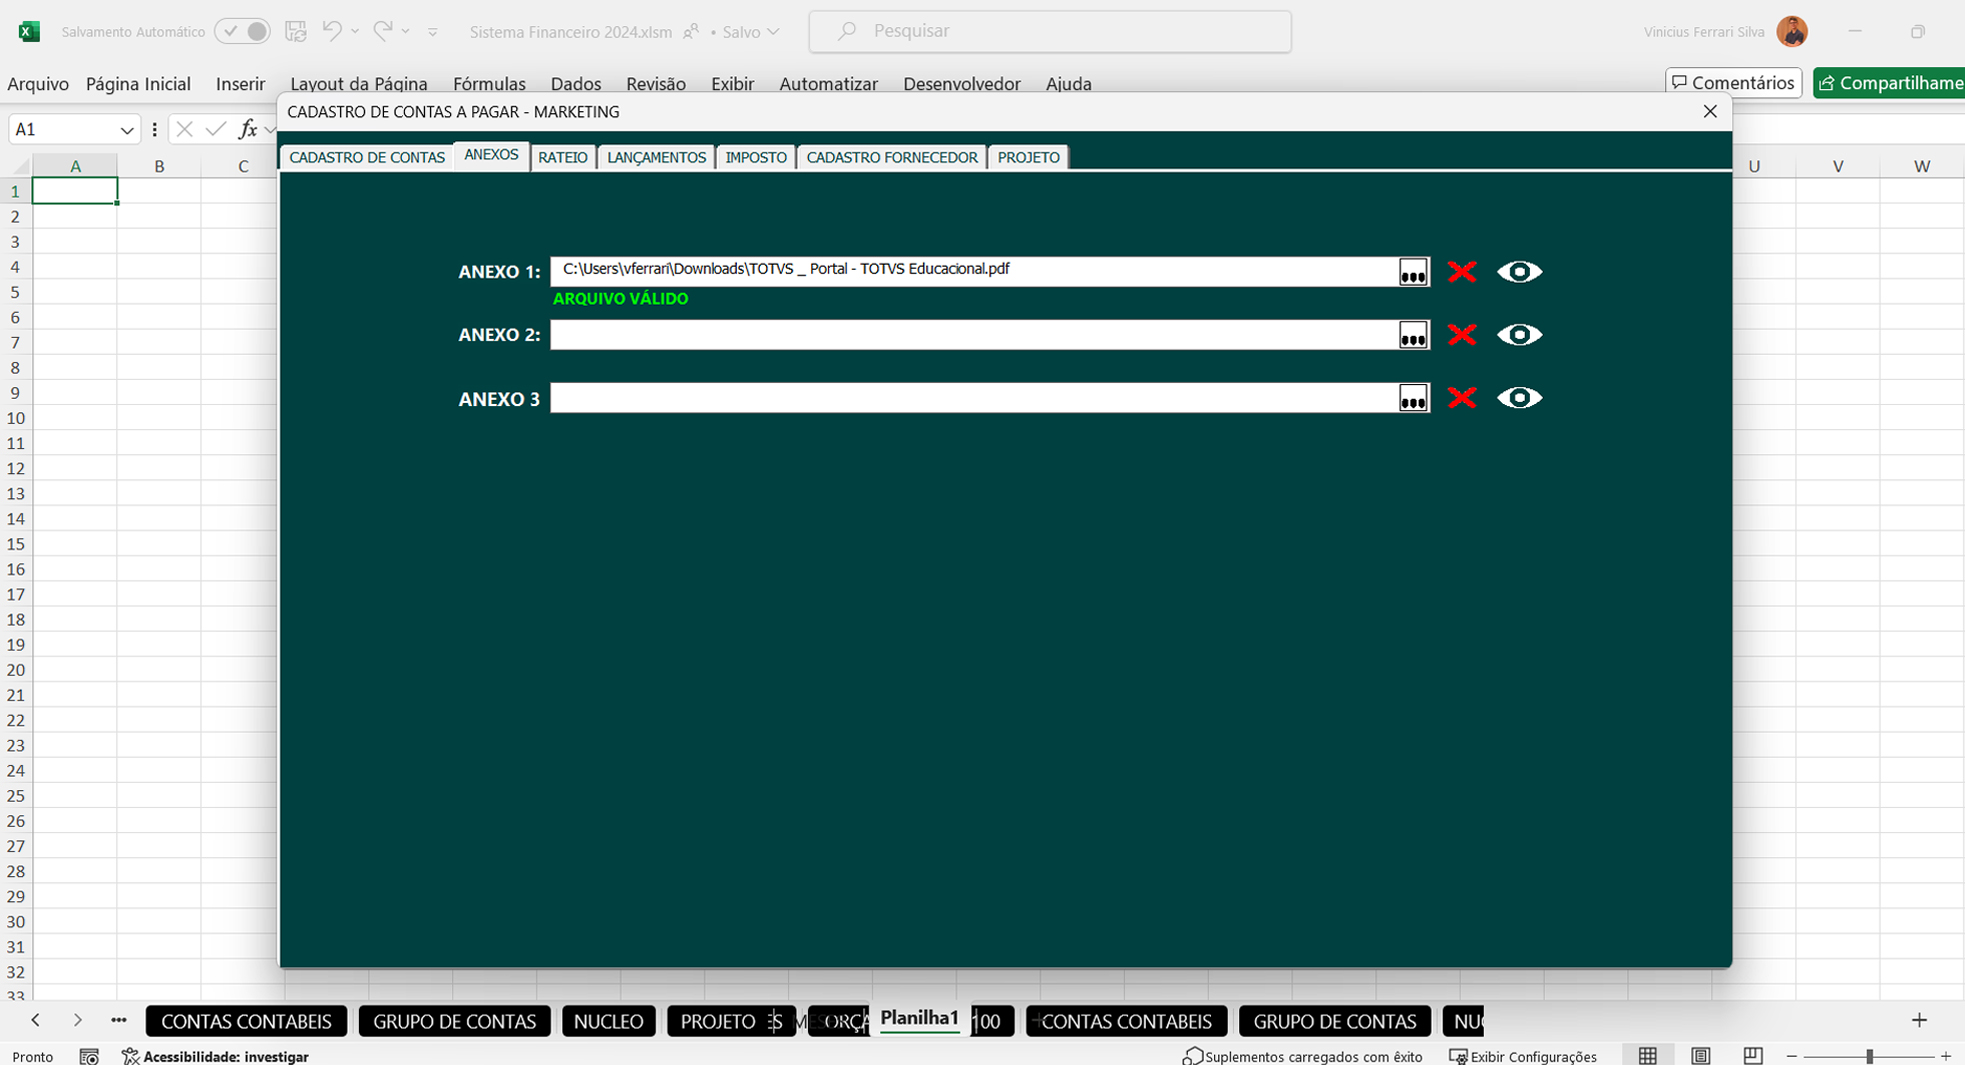 Salvamento Automático
Sistema Financeiro 2024.xlsm • Salvo
Pesquisar
Vinicius Ferrari Silva
Arquivo Página Inicial Inserir Layout da Página Fórmulas Dados Revisão Exibir Automatizar Desenvolvedor Ajuda
Comentários
Compartilhame
A1
fx
CADASTRO DE CONTAS A PAGAR - MARKETING
A B C U V W
CADASTRO DE CONTAS ANEXOS RATEIO LANÇAMENTOS IMPOSTO CADASTRO FORNECEDOR PROJETO
1
2
3
4
5
6
7
8
9
10
11
12
13
14
15
16
17
18
19
20
21
22
23
24
25
26
27
28
29
30
31
32
33
ANEXO 1: C:\Users\vferrari\Downloads\TOTVS _ Portal - TOTVS Educacional.pdf
ARQUIVO VÁLIDO
ANEXO 2:
ANEXO 3
CONTAS CONTABEIS GRUPO DE CONTAS NUCLEO PROJETO ORÇA Planilha1 100 CONTAS CONTABEIS GRUPO DE CONTAS NU
Pronto
Acessibilidade: investigar
Suplementos carregados com êxito
Exibir Configurações